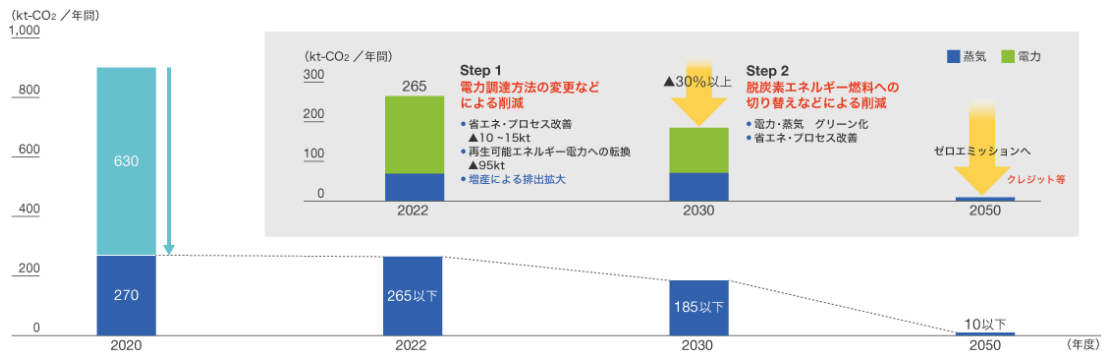 （kt-CO2 ／年間）
1,000
800
600
400
200
0
630
270
265以下
185以下
10以下
2020
2022
2030
2050
（年度）
（kt-CO2 ／年間）
300
200
100
0
265
2022
2030
2050
蒸気
電力
Step 1
電力調達方法の変更など
による削減
●省エネ・プロセス改善
▲10 ~15kt
●再生可能エネルギー電力への転換
▲95kt
●増産による排出拡大
▲30%以上
Step 2
脱炭素エネルギー燃料への
切り替えなどによる削減
●電力・蒸気　グリーン化
●省エネ・プロセス改善
ゼロエミッションへ
クレジット等